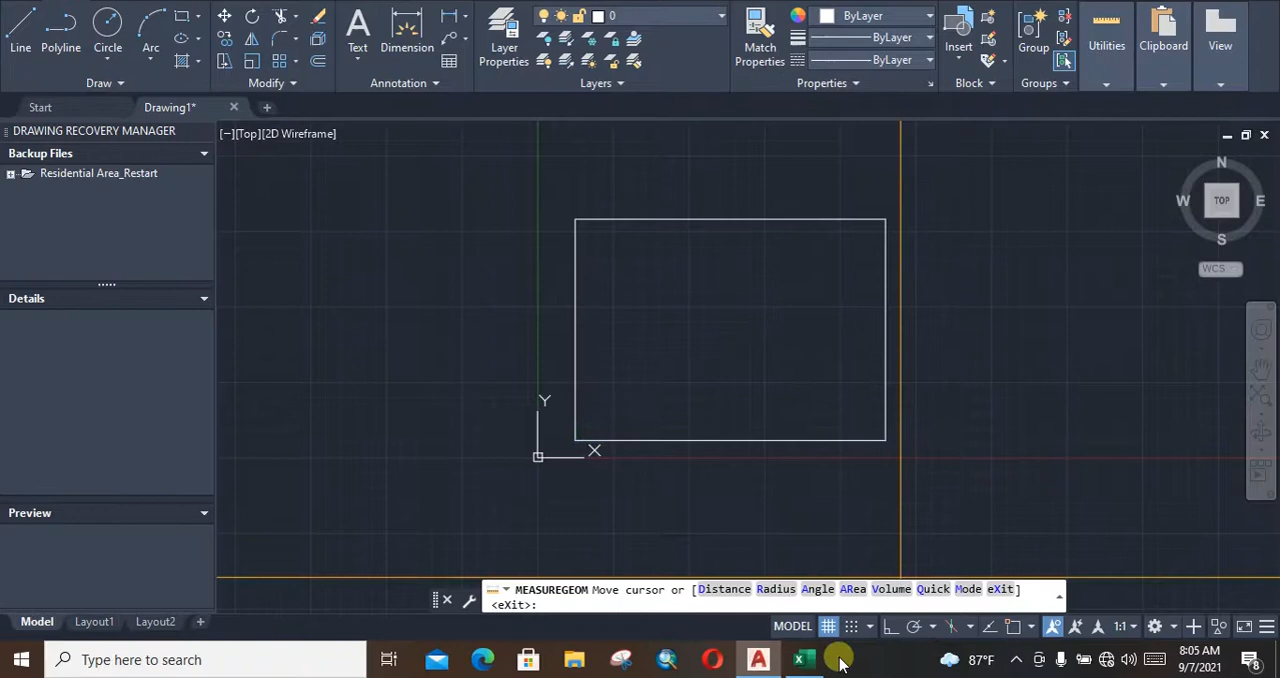 Line
Polyline
Circle
Arc
Text
Dimension
Layer
Properties
0
Match
Properties
ByLayer
ByLayer
ByLayer
Insert
Group
Utilities
Clipboard
View
Draw
Modify
Annotation
Layers
Properties
Block
Groups
Start
Drawing1*
DRAWING RECOVERY MANAGER
Backup Files
Residential Area_Restart
Details
Preview
[−][Top][2D Wireframe]
N
W
TOP
E
S
WCS
Y
X
MEASUREGEOM Move cursor or [Distance Radius Angle ARea Volume Quick Mode eXit]
<eXit>:
Model
Layout1
Layout2
MODEL
1:1
Type here to search
87°F
8:05 AM
9/7/2021
8